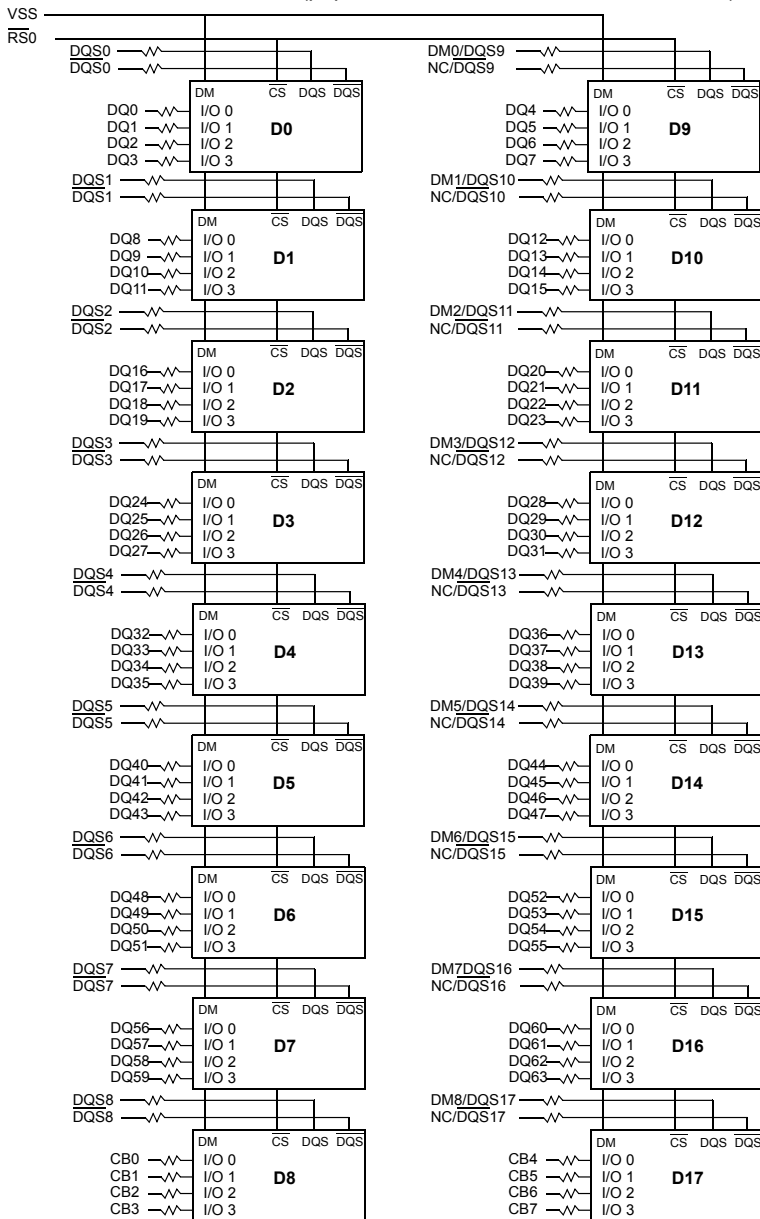 VSS
RS0
DQS0
DQS0
DM CS DQS DQS
DQ0 I/O 0
DQ1 I/O 1 D0
DQ2 I/O 2
DQ3 I/O 3
DQS1
DQS1
DM CS DQS DQS
DQ8 I/O 0
DQ9 I/O 1 D1
DQ10 I/O 2
DQ11 I/O 3
DQS2
DQS2
DM CS DQS DQS
DQ16 I/O 0
DQ17 I/O 1 D2
DQ18 I/O 2
DQ19 I/O 3
DQS3
DQS3
DM CS DQS DQS
DQ24 I/O 0
DQ25 I/O 1 D3
DQ26 I/O 2
DQ27 I/O 3
DQS4
DQS4
DM CS DQS DQS
DQ32 I/O 0
DQ33 I/O 1 D4
DQ34 I/O 2
DQ35 I/O 3
DQS5
DQS5
DM CS DQS DQS
DQ40 I/O 0
DQ41 I/O 1 D5
DQ42 I/O 2
DQ43 I/O 3
DQS6
DQS6
DM CS DQS DQS
DQ48 I/O 0
DQ49 I/O 1 D6
DQ50 I/O 2
DQ51 I/O 3
DQS7
DQS7
DM CS DQS DQS
DQ56 I/O 0
DQ57 I/O 1 D7
DQ58 I/O 2
DQ59 I/O 3
DQS8
DQS8
DM CS DQS DQS
CB0 I/O 0
CB1 I/O 1 D8
CB2 I/O 2
CB3 I/O 3
DM0/DQS9
NC/DQS9
DM CS DQS DQS
DQ4 I/O 0
DQ5 I/O 1 D9
DQ6 I/O 2
DQ7 I/O 3
DM1/DQS10
NC/DQS10
DM CS DQS DQS
DQ12 I/O 0
DQ13 I/O 1 D10
DQ14 I/O 2
DQ15 I/O 3
DM2/DQS11
NC/DQS11
DM CS DQS DQS
DQ20 I/O 0
DQ21 I/O 1 D11
DQ22 I/O 2
DQ23 I/O 3
DM3/DQS12
NC/DQS12
DM CS DQS DQS
DQ28 I/O 0
DQ29 I/O 1 D12
DQ30 I/O 2
DQ31 I/O 3
DM4/DQS13
NC/DQS13
DM CS DQS DQS
DQ36 I/O 0
DQ37 I/O 1 D13
DQ38 I/O 2
DQ39 I/O 3
DM5/DQS14
NC/DQS14
DM CS DQS DQS
DQ44 I/O 0
DQ45 I/O 1 D14
DQ46 I/O 2
DQ47 I/O 3
DM6/DQS15
NC/DQS15
DM CS DQS DQS
DQ52 I/O 0
DQ53 I/O 1 D15
DQ54 I/O 2
DQ55 I/O 3
DM7DQS16
NC/DQS16
DM CS DQS DQS
DQ60 I/O 0
DQ61 I/O 1 D16
DQ62 I/O 2
DQ63 I/O 3
DM8/DQS17
NC/DQS17
DM CS DQS DQS
CB4 I/O 0
CB5 I/O 1 D17
CB6 I/O 2
CB7 I/O 3